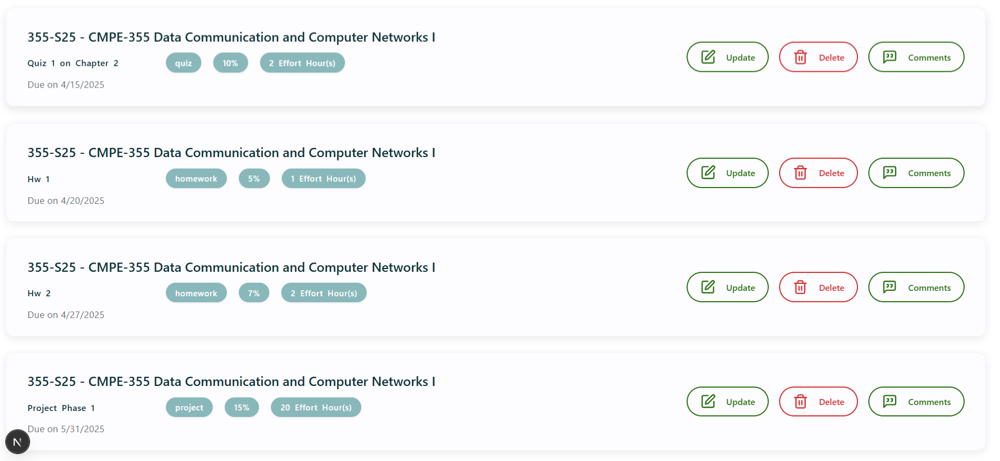 355-S25 - CMPE-355 Data Communication and Computer Networks I
Quiz 1 on Chapter 2 quiz 10% 2 Effort Hour(s)
Due on 4/15/2025
Update Delete Comments
355-S25 - CMPE-355 Data Communication and Computer Networks I
Hw 1 homework 5% 1 Effort Hour(s)
Due on 4/20/2025
Update Delete Comments
355-S25 - CMPE-355 Data Communication and Computer Networks I
Hw 2 homework 7% 2 Effort Hour(s)
Due on 4/27/2025
Update Delete Comments
355-S25 - CMPE-355 Data Communication and Computer Networks I
Project Phase 1 project 15% 20 Effort Hour(s)
Due on 5/31/2025
Update Delete Comments
N